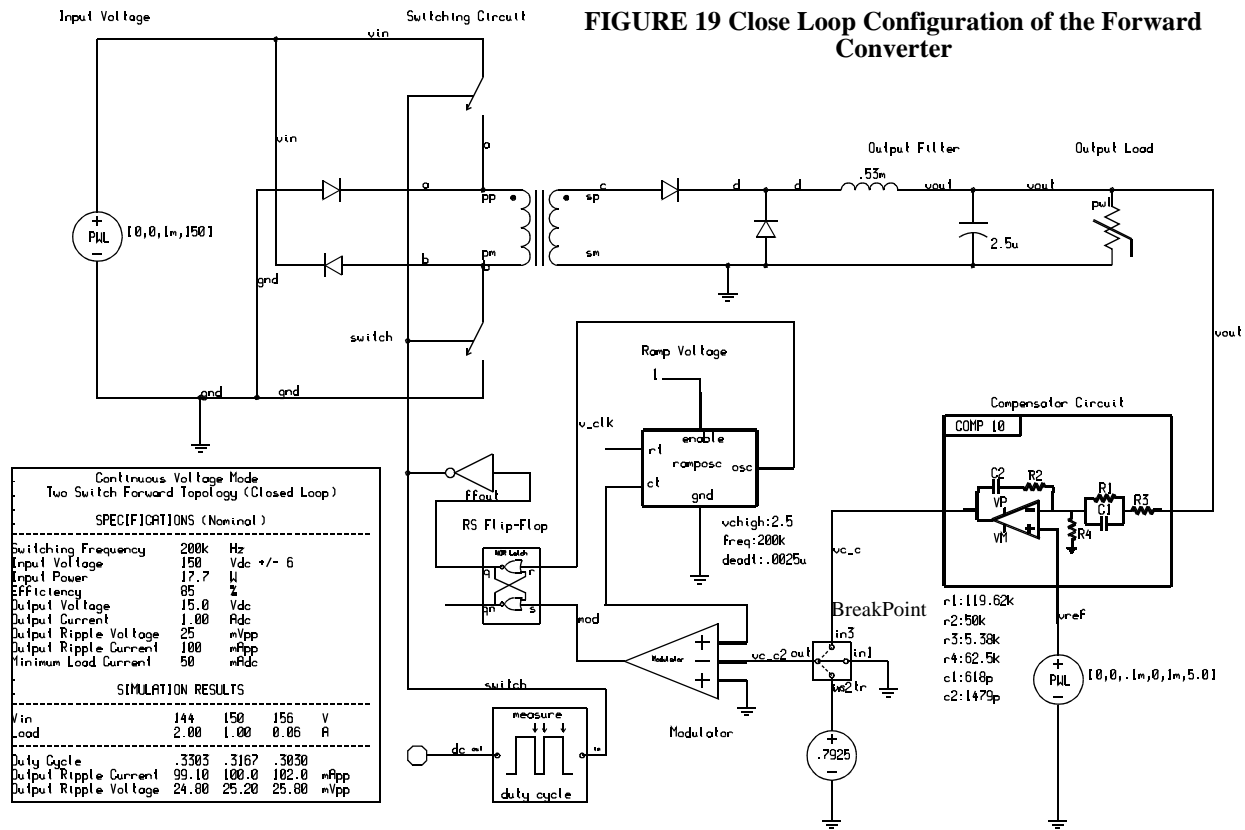 FIGURE 19 Close Loop Configuration of the Forward
Converter
Input Voltage
Switching Circuit
vin
vin
a
Output Filter
Output Load
.53m
a
pp
sp
c
d
d
vout
vout
pwl
PWL
[0,0,1m,150]
2.5u
b
pm
b
sm
gnd
switch
vout
Ramp Voltage
1
gnd
gnd
v_clk
enable
rt
ramposc
osc
ct
gnd
vchigh:2.5
freq:200k
deadt:.0025u
Compensator Circuit
COMP 10
C2
R2
R1
VP
C1
R3
VM
R4
r1:119.62k
r2:50k
r3:5.38k
r4:62.5k
c1:618p
c2:1479p
vref
PWL
[0,0,.1m,0,1m,5.0]
ffout
RS Flip-Flop
NOR Latch
q
r
qn
s
mod
Modulator
Modulator
vc_c
BreakPoint
in3
vc_c2
out
in1
.7925
switch
measure
dc
out
in
duty cycle
Continuous Voltage Mode
Two Switch Forward Topology (Closed Loop)
SPECIFICATIONS (Nominal)
Switching Frequency 200k Hz
Input Voltage 150 Vdc +/- 6
Input Power 17.7 W
Efficiency 85 %
Output Voltage 15.0 Vdc
Output Current 1.00 Adc
Output Ripple Voltage 25 mVpp
Output Ripple Current 100 mApp
Minimum Load Current 50 mAdc
SIMULATION RESULTS
Vin 144 150 156 V
Load 2.00 1.00 0.06 A
Duty Cycle .3303 .3167 .3030
Output Ripple Current 99.10 100.0 102.0 mApp
Output Ripple Voltage 24.80 25.20 25.80 mVpp